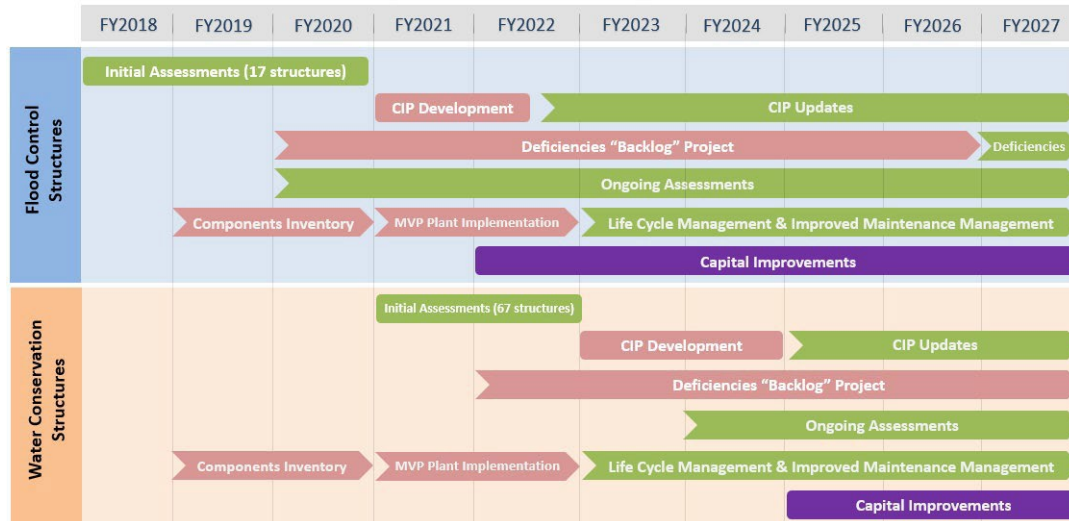 FY2018 FY2019 FY2020 FY2021 FY2022 FY2023 FY2024 FY2025 FY2026 FY2027
Flood Control
Structures
Initial Assessments (17 structures)
CIP Development CIP Updates
Deficiencies “Backlog” Project Deficiencies
Ongoing Assessments
Components Inventory MVP Plant Implementation Life Cycle Management & Improved Maintenance Management
Capital Improvements
Water Conservation
Structures
Initial Assessments (67 structures)
CIP Development CIP Updates
Deficiencies “Backlog” Project
Ongoing Assessments
Components Inventory MVP Plant Implementation Life Cycle Management & Improved Maintenance Management
Capital Improvements